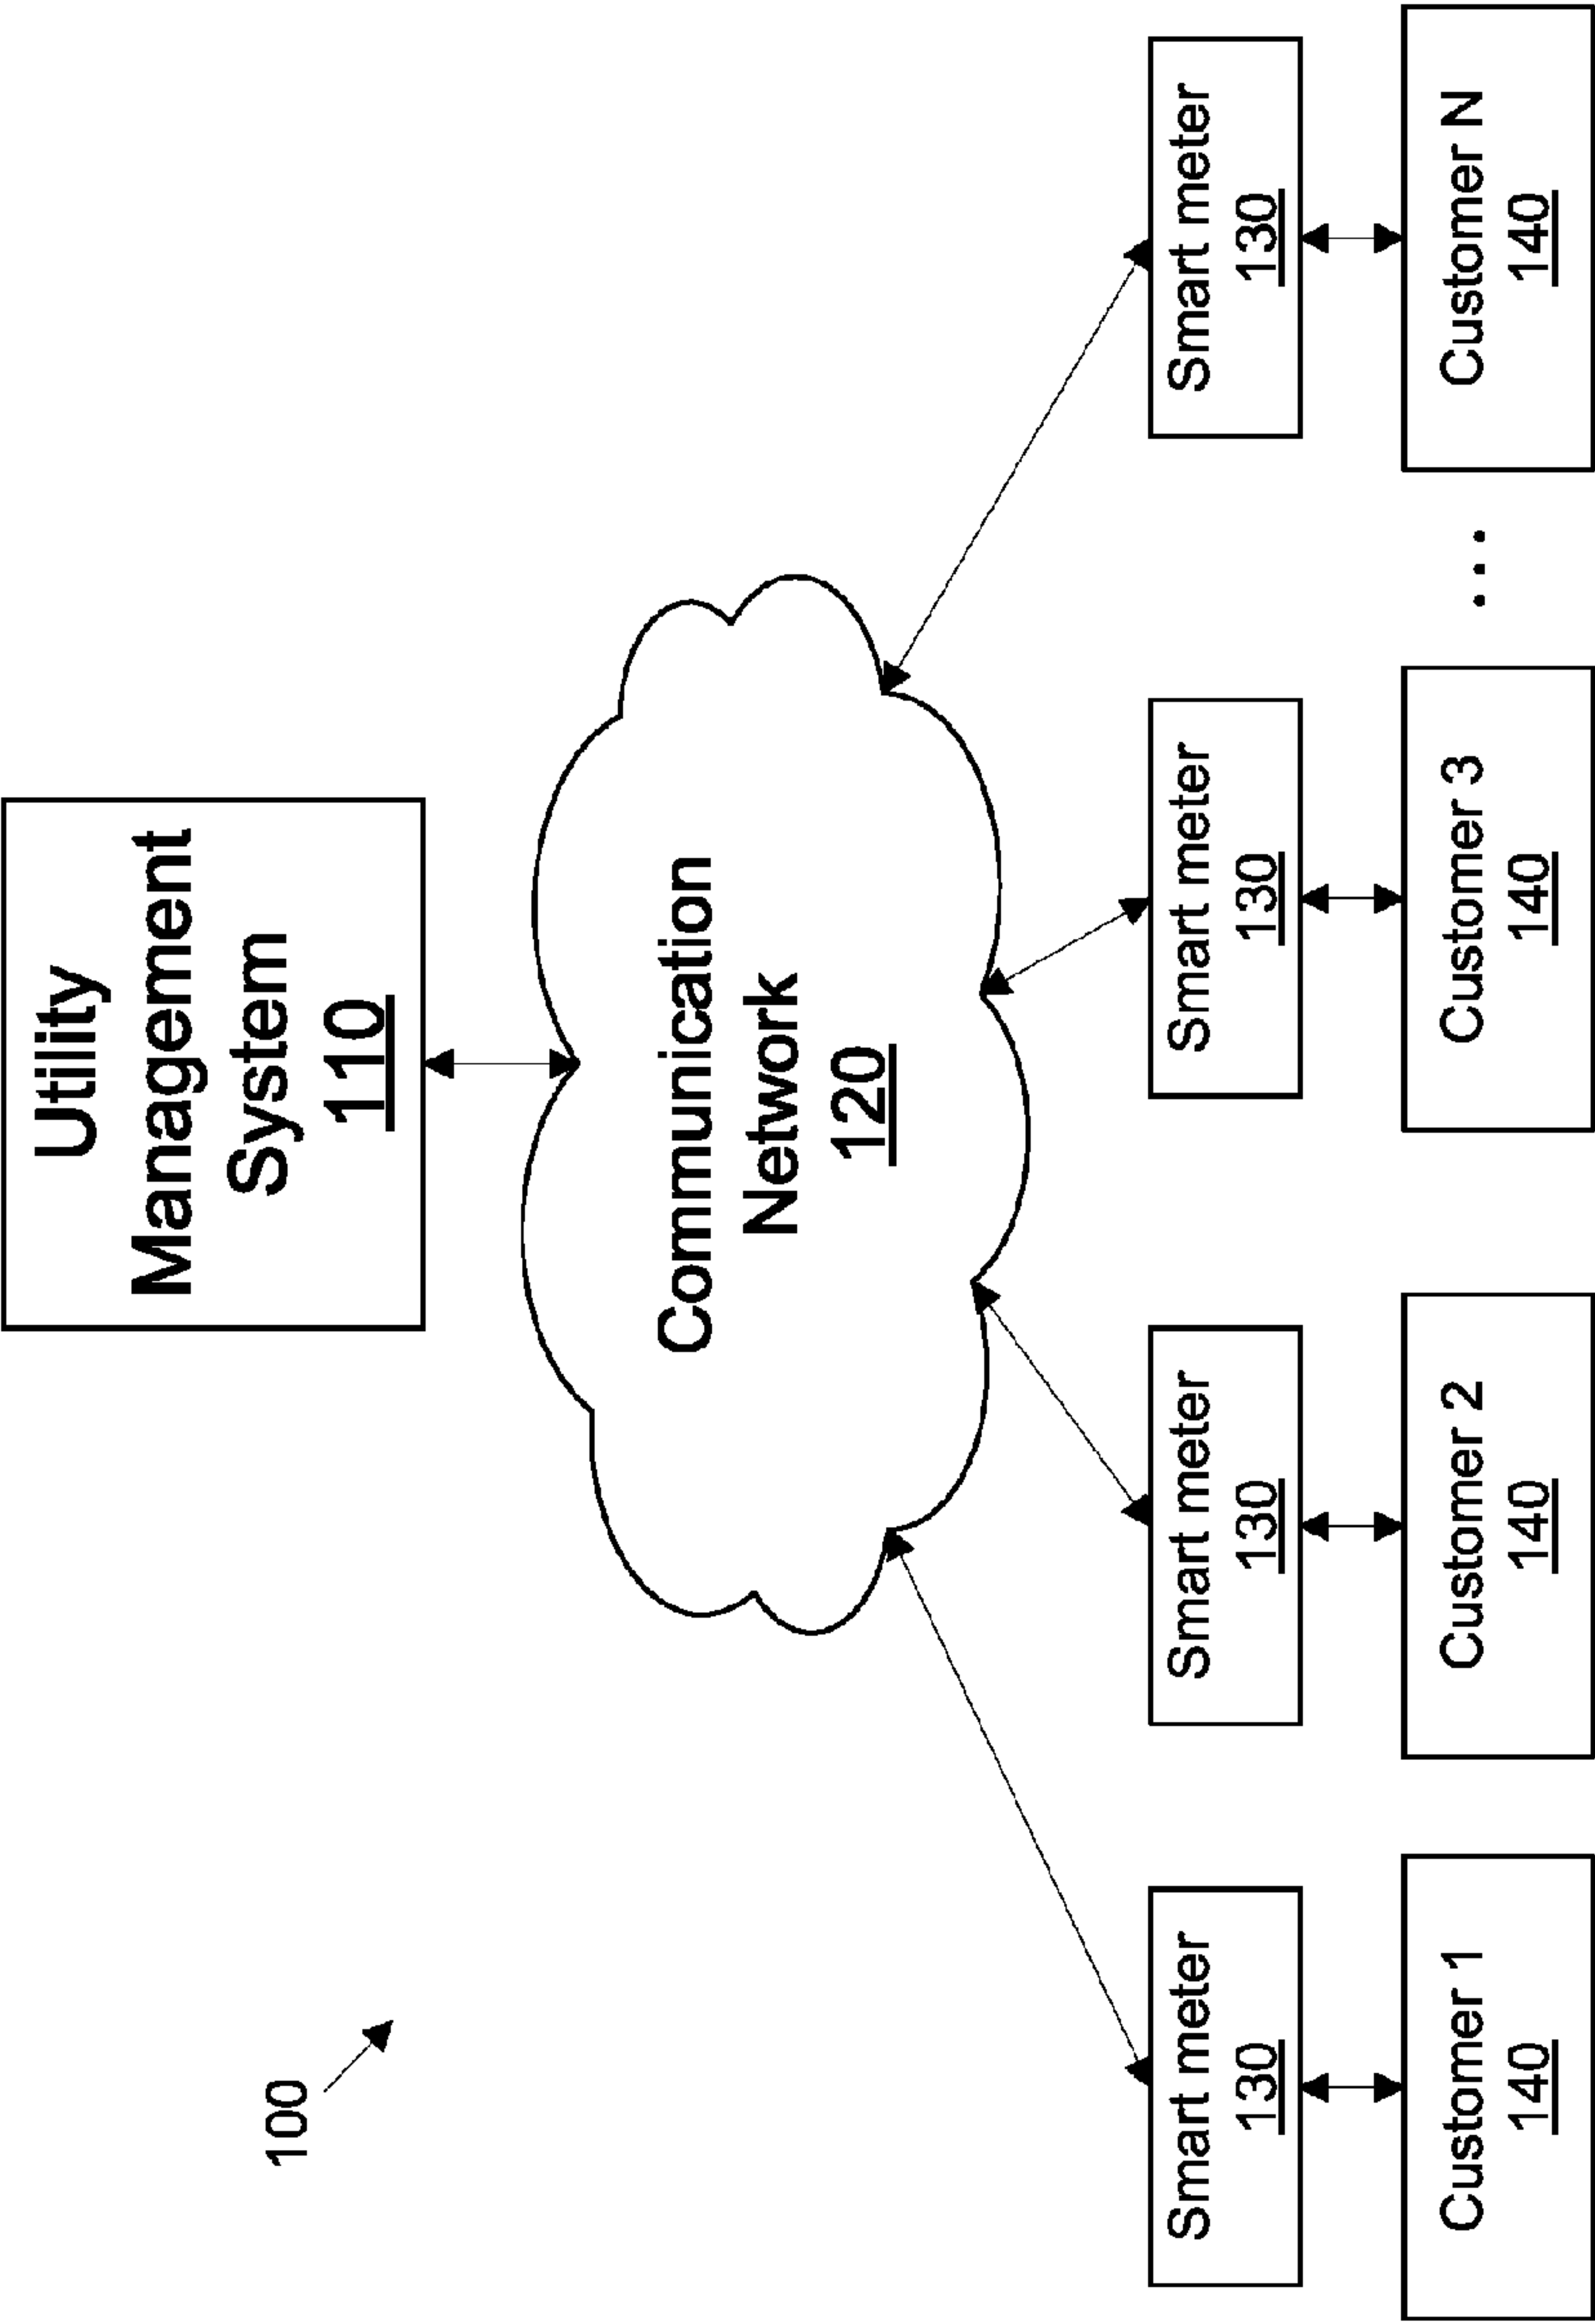 100
Utility
Management
System
110
Communication
Network
120
Smart meter
130
Smart meter
130
Smart meter
130
Smart meter
130
Customer 1
140
Customer 2
140
Customer 3
140
...
Customer N
140